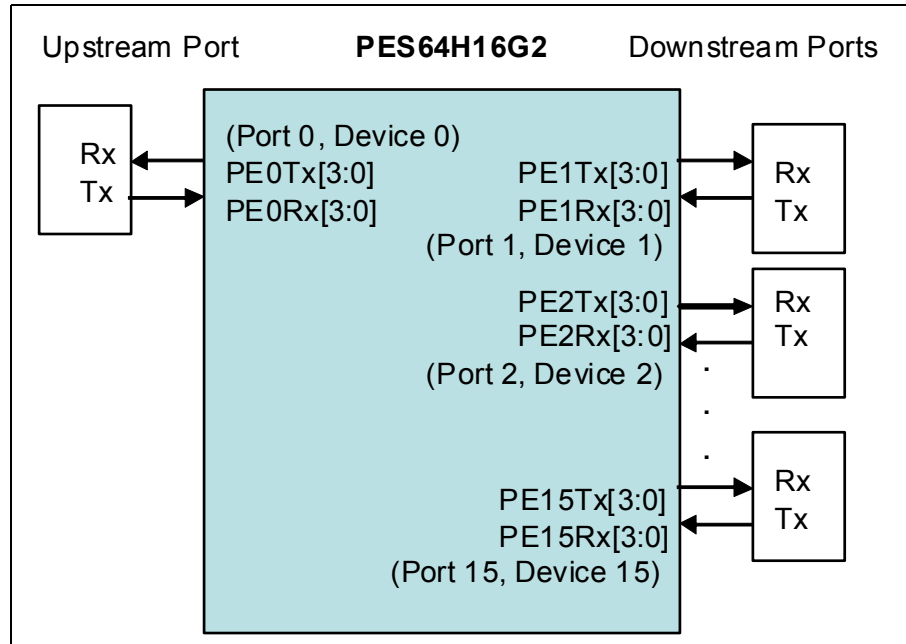 Upstream Port PES64H16G2 Downstream Ports
Rx
Tx
(Port 0, Device 0)
PE0Tx[3:0]
PE0Rx[3:0]
PE1Tx[3:0]
PE1Rx[3:0]
(Port 1, Device 1)
Rx
Tx
PE2Tx[3:0]
PE2Rx[3:0]
(Port 2, Device 2)
Rx
Tx
.
.
.
PE15Tx[3:0]
PE15Rx[3:0]
(Port 15, Device 15)
Rx
Tx